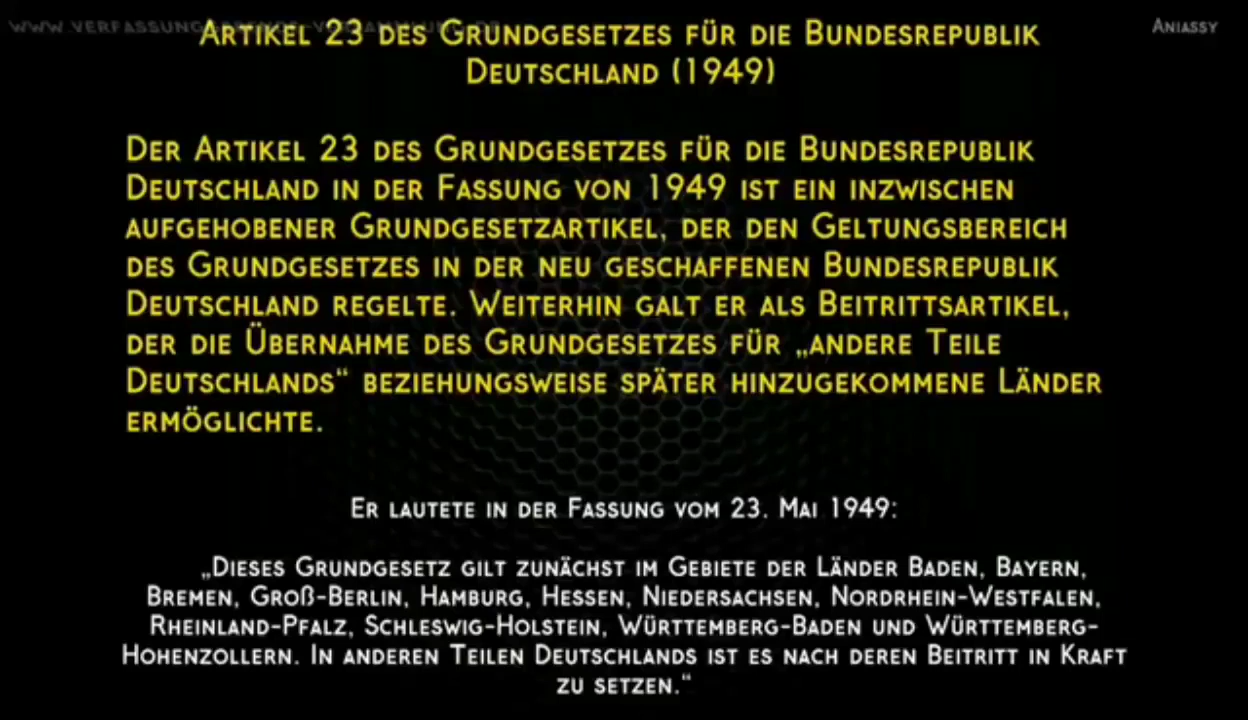 WWW.VERFASSUNGGEBENDE-VERSAMMLUNG.DE
Aniassy
Artikel 23 des Grundgesetzes für die Bundesrepublik
Deutschland (1949)
Der Artikel 23 des Grundgesetzes für die Bundesrepublik
Deutschland in der Fassung von 1949 ist ein inzwischen
aufgehobener Grundgesetzartikel, der den Geltungsbereich
des Grundgesetzes in der neu geschaffenen Bundesrepublik
Deutschland regelte. Weiterhin galt er als Beitrittsartikel,
der die Übernahme des Grundgesetzes für „andere Teile
Deutschlands“ beziehungsweise später hinzugekommene Länder
ermöglichte.
Er lautete in der Fassung vom 23. Mai 1949:
„Dieses Grundgesetz gilt zunächst im Gebiete der Länder Baden, Bayern,
Bremen, Groß-Berlin, Hamburg, Hessen, Niedersachsen, Nordrhein-Westfalen,
Rheinland-Pfalz, Schleswig-Holstein, Württemberg-Baden und Württemberg-
Hohenzollern. In anderen Teilen Deutschlands ist es nach deren Beitritt in Kraft
zu setzen.“